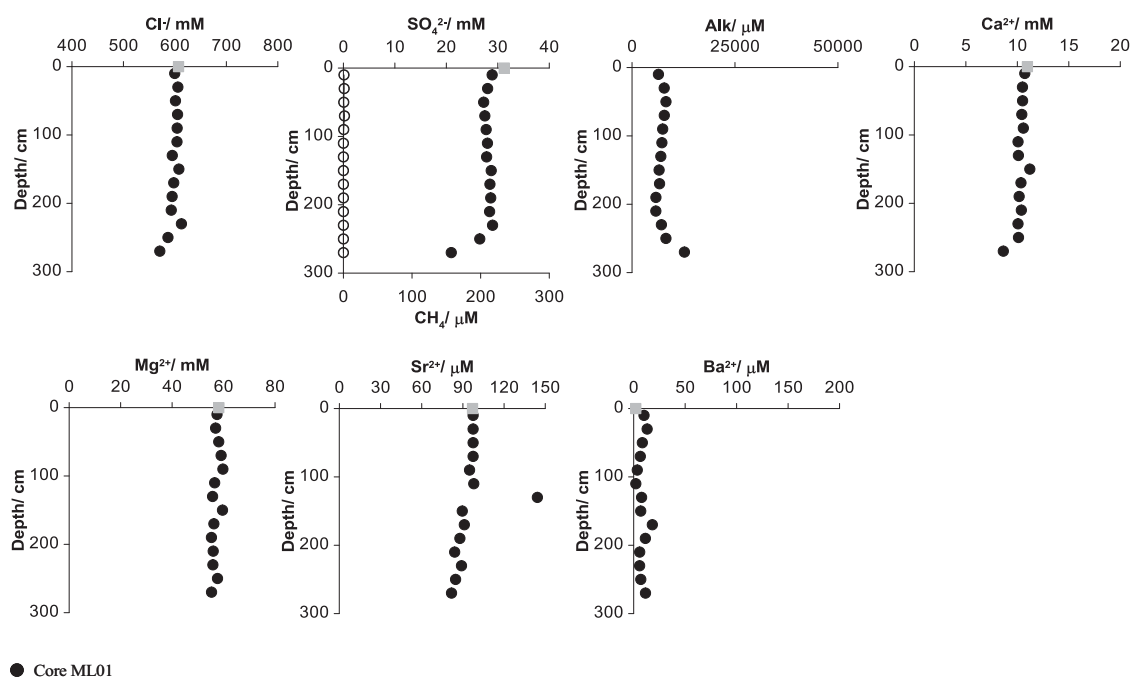 Cl-/ mM
400 500 600 700 800
Depth/ cm
0
100
200
300
SO₄²-/ mM
0 10 20 30 40
Depth/ cm
0
100
200
300
0 100 200 300
CH₄/ μM
Alk/ μM
0 25000 50000
Depth/ cm
0
100
200
300
Ca²⁺/ mM
0 5 10 15 20
Depth/ cm
0
100
200
300
Mg²⁺/ mM
0 20 40 60 80
Depth/ cm
0
100
200
300
Sr²⁺/ μM
0 30 60 90 120 150
Depth/ cm
0
100
200
300
Ba²⁺/ μM
0 50 100 150 200
Depth/ cm
0
100
200
300
Core ML01